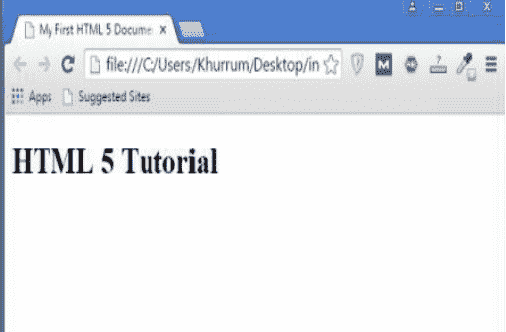 My First HTML 5 Docume
file:///C:/Users/Khurrum/Desktop/in
Apps Suggested Sites
HTML 5 Tutorial